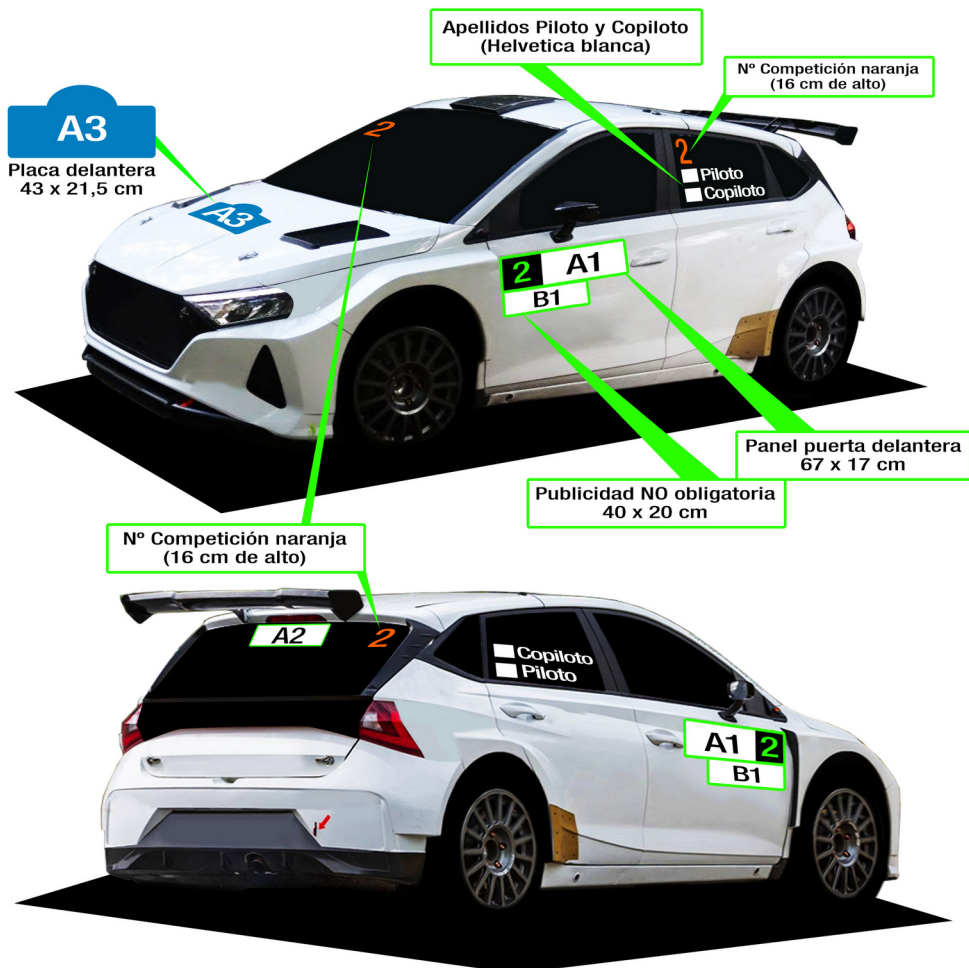 Apellidos Piloto y Copiloto
(Helvetica blanca)
Nº Competición naranja
(16 cm de alto)
A3
Placa delantera
43 x 21,5 cm
2
2
Piloto
Copiloto
A3
2 A1
B1
Panel puerta delantera
67 x 17 cm
Publicidad NO obligatoria
40 x 20 cm
Nº Competición naranja
(16 cm de alto)
A2
2
Copiloto
Piloto
A1 2
B1